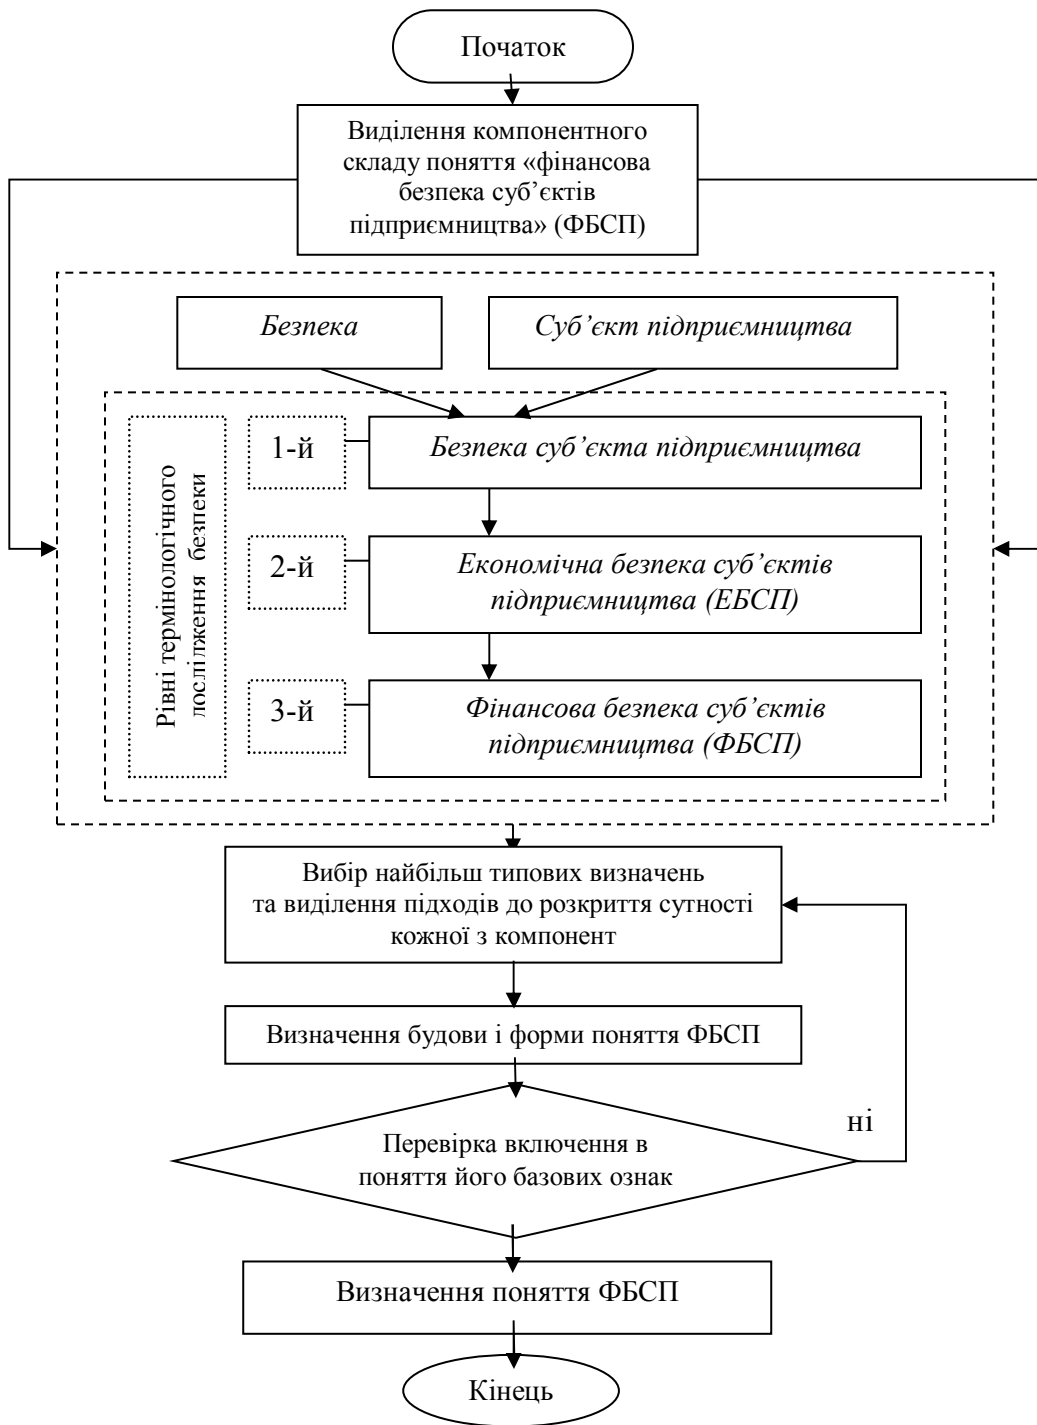 Початок
Виділення компонентного
складу поняття «фінансова
безпека суб’єктів
підприємництва» (ФБСП)
Безпека
Суб’єкт підприємництва
Рівні термінологічного
лослілження безпеки
1-й
Безпека суб’єкта підприємництва
2-й
Економічна безпека суб’єктів
підприємництва (ЕБСП)
3-й
Фінансова безпека суб’єктів
підприємництва (ФБСП)
Вибір найбільш типових визначень
та виділення підходів до розкриття сутності
кожної з компонент
Визначення будови і форми поняття ФБСП
ні
Перевірка включення в
поняття його базових ознак
Визначення поняття ФБСП
Кінець